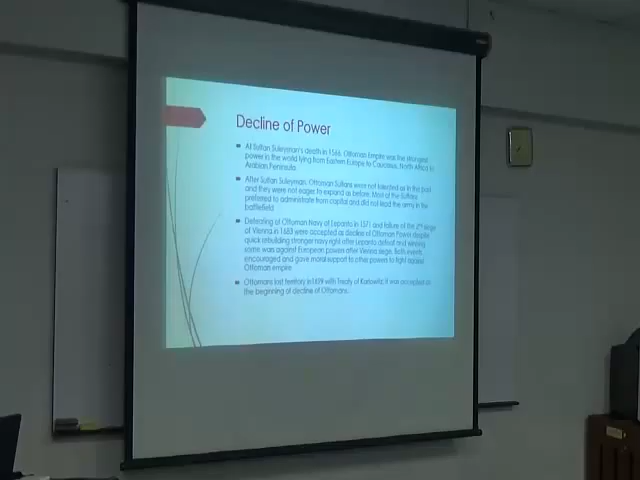 Decline of Power
At Sultan Suleyman's death in 1566, Ottoman Empire was the strongest
power in the world lying from Eastern Europe to Caucasus, North Africa to
Arabian Peninsula.
After Sultan Suleyman, Ottoman Sultans were not talented as in the past
and they were not eager to expand as before. Most of the Sultans
preferred to administrate from capital and did not lead the army in the
battlefield.
Defeating of Ottoman Navy at Lepanto in 1571 and failure of the 2nd siege
of Vienna in 1683 were accepted as decline of Ottoman Power, despite
quick rebuilding stronger navy right after Lepanto defeat and winning
some war against European powers after Vienna siege. Both events
encouraged and gave moral support to other powers to fight against
Ottoman empire
Ottomans lost territory in 1699 with Treaty of Karlowitz; it was accepted as
the beginning of decline of Ottomans.